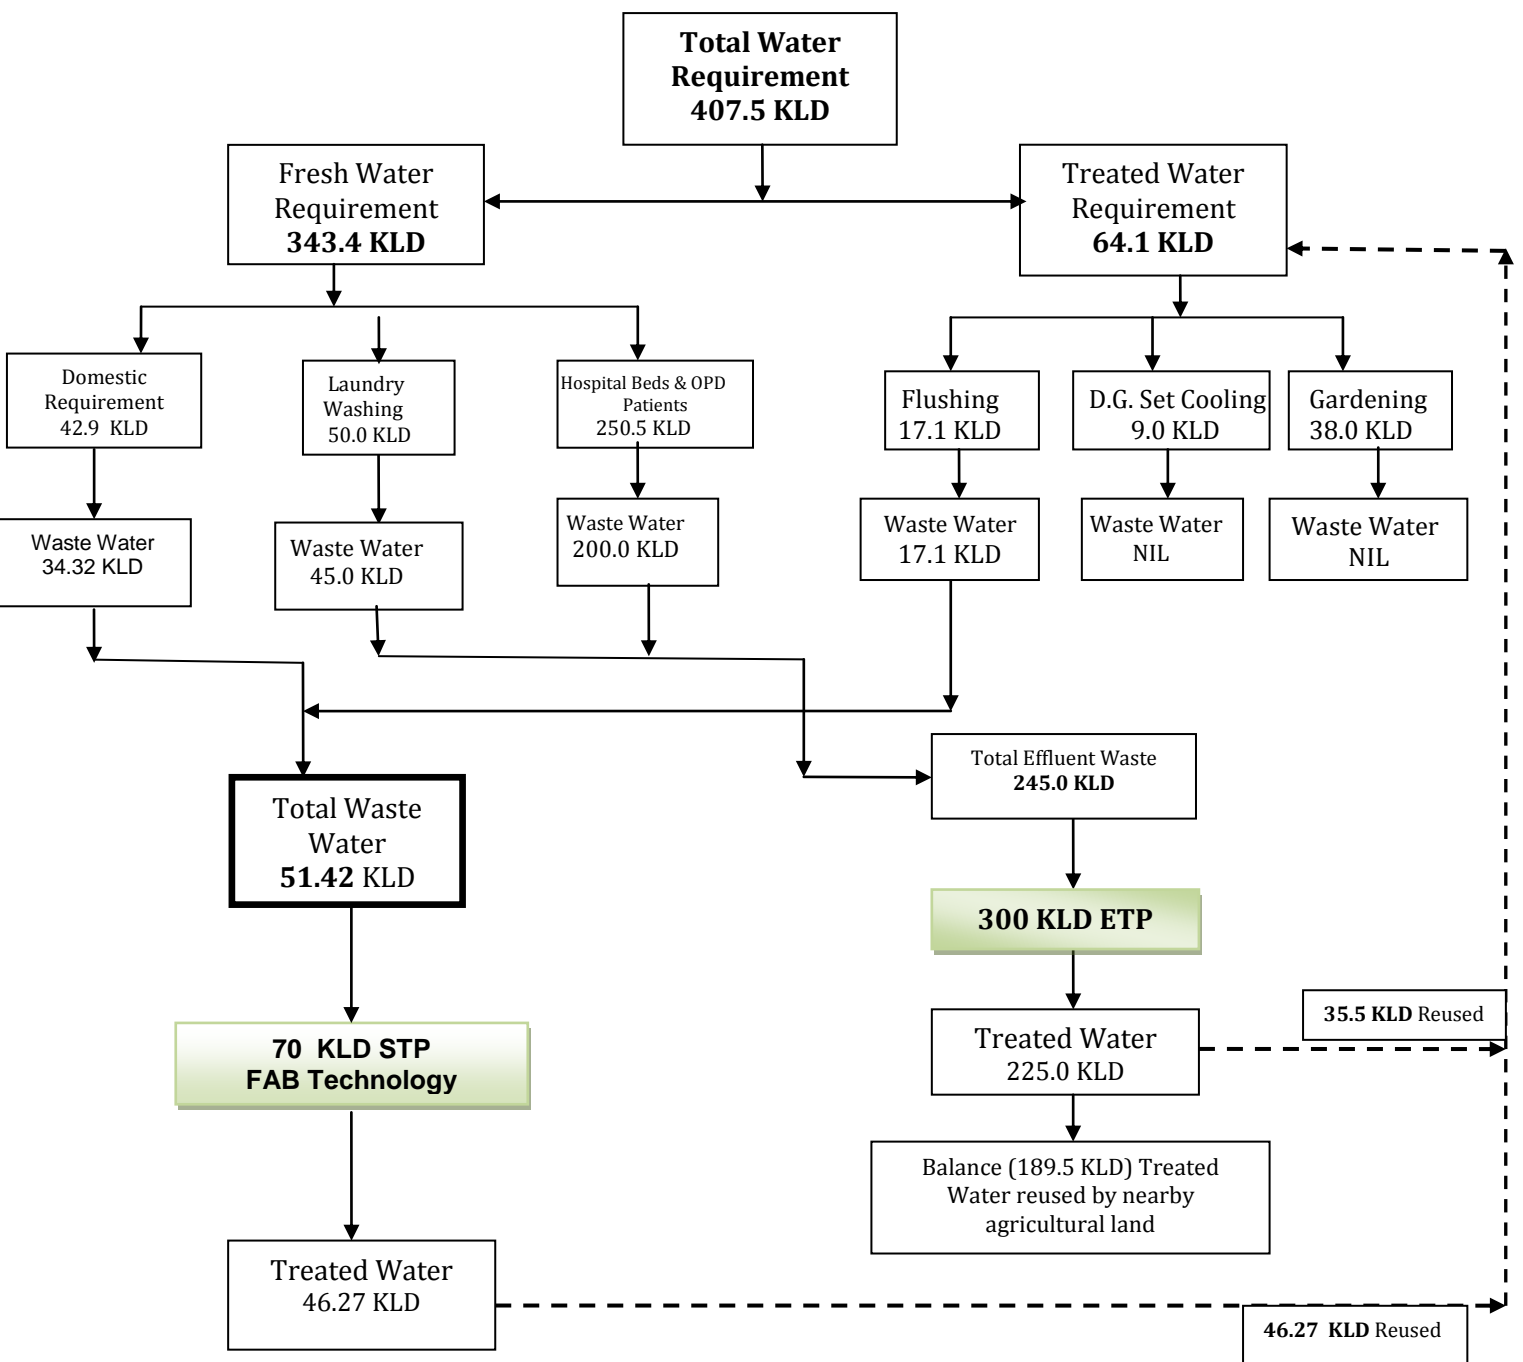 Total Water
Requirement
407.5 KLD
Fresh Water
Requirement
343.4 KLD
Treated Water
Requirement
64.1 KLD
Domestic
Requirement
42.9 KLD
Laundry
Washing
50.0 KLD
Hospital Beds & OPD
Patients
250.5 KLD
Flushing
17.1 KLD
D.G. Set Cooling
9.0 KLD
Gardening
38.0 KLD
Waste Water
34.32 KLD
Waste Water
45.0 KLD
Waste Water
200.0 KLD
Waste Water
17.1 KLD
Waste Water
NIL
Waste Water
NIL
Total Effluent Waste
245.0 KLD
Total Waste
Water
51.42 KLD
300 KLD ETP
35.5 KLD Reused
70 KLD STP
FAB Technology
Treated Water
225.0 KLD
Balance (189.5 KLD) Treated
Water reused by nearby
agricultural land
Treated Water
46.27 KLD
46.27 KLD Reused